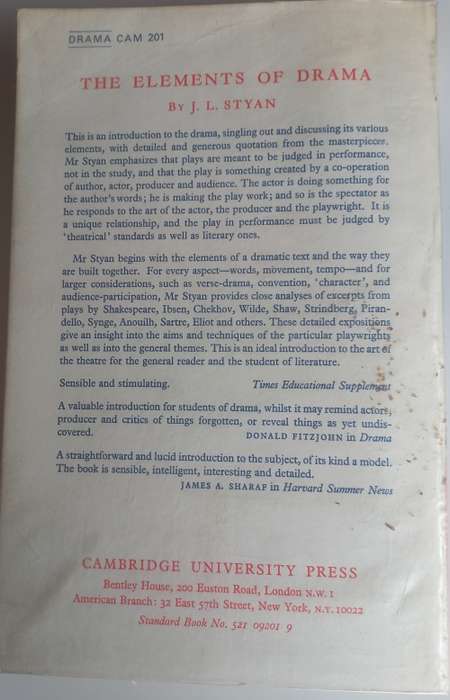 DRAMA CAM 201
THE ELEMENTS OF DRAMA
BY J. L. STYAN
This is an introduction to the drama, singling out and discussing its various
elements, with detailed and generous quotation from the masterpieces.
Mr Styan emphasizes that plays are meant to be judged in performance,
not in the study, and that the play is something created by a co-operation
of author, actor, producer and audience. The actor is doing something for
the author's words; he is making the play work; and so is the spectator as
he responds to the art of the actor, the producer and the playwright. It is
a unique relationship, and the play in performance must be judged by
'theatrical' standards as well as literary ones.
Mr Styan begins with the elements of a dramatic text and the way they
are built together. For every aspect—words, movement, tempo—and for
larger considerations, such as verse-drama, convention, 'character', and
audience-participation, Mr Styan provides close analyses of excerpts from
plays by Shakespeare, Ibsen, Chekhov, Wilde, Shaw, Strindberg, Piran-
dello, Synge, Anouilh, Sartre, Eliot and others. These detailed expositions
give an insight into the aims and techniques of the particular playwrights
as well as into the general themes. This is an ideal introduction to the art of
the theatre for the general reader and the student of literature.
Sensible and stimulating. Times Educational Supplement
A valuable introduction for students of drama, whilst it may remind actors,
producer and critics of things forgotten, or reveal things as yet undis-
covered. DONALD FITZJOHN in Drama
A straightforward and lucid introduction to the subject, of its kind a model.
The book is sensible, intelligent, interesting and detailed.
JAMES A. SHARAF in Harvard Summer News
CAMBRIDGE UNIVERSITY PRESS
Bentley House, 200 Euston Road, London N.W. 1
American Branch: 32 East 57th Street, New York, N.Y. 10022
Standard Book No. 521 09201 9